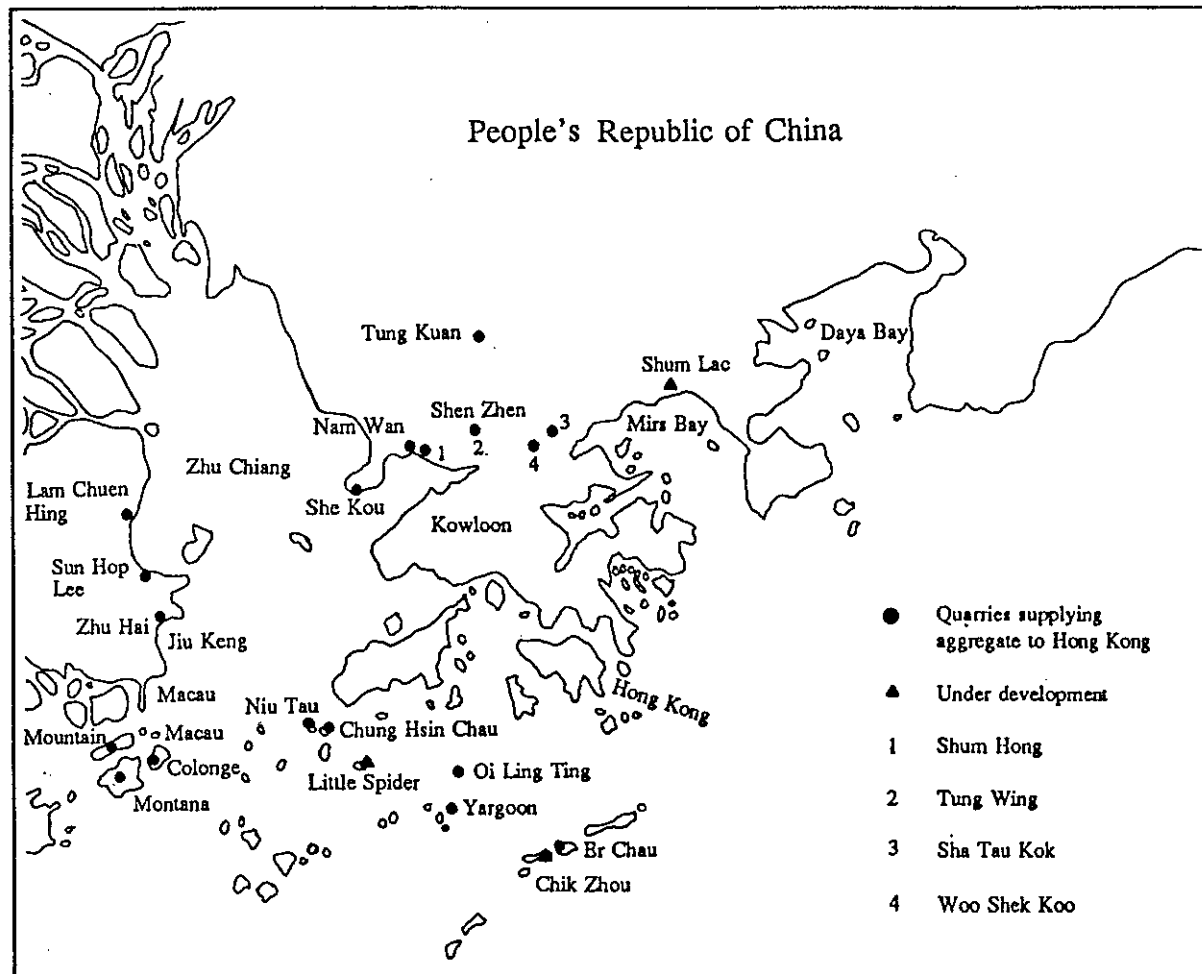 People's Republic of China
Tung Kuan
Daya Bay
Shum Lac
Shen Zhen
Nam Wan
3
Mirs Bay
1
2.
4
Zhu Chiang
Lam Chuen
Hing
She Kou
Kowloon
Sun Hop
Lee
Zhu Hai
Jiu Keng
Macau
Niu Tau
Hong Kong
Chung Hsin Chau
Mountain
Macau
Colonge
Little Spider
Oi Ling Ting
Montana
Yargoon
Er Chau
Chik Zhou
Quarries supplying
aggregate to Hong Kong
Under development
1 Shum Hong
2 Tung Wing
3 Sha Tau Kok
4 Woo Shek Koo